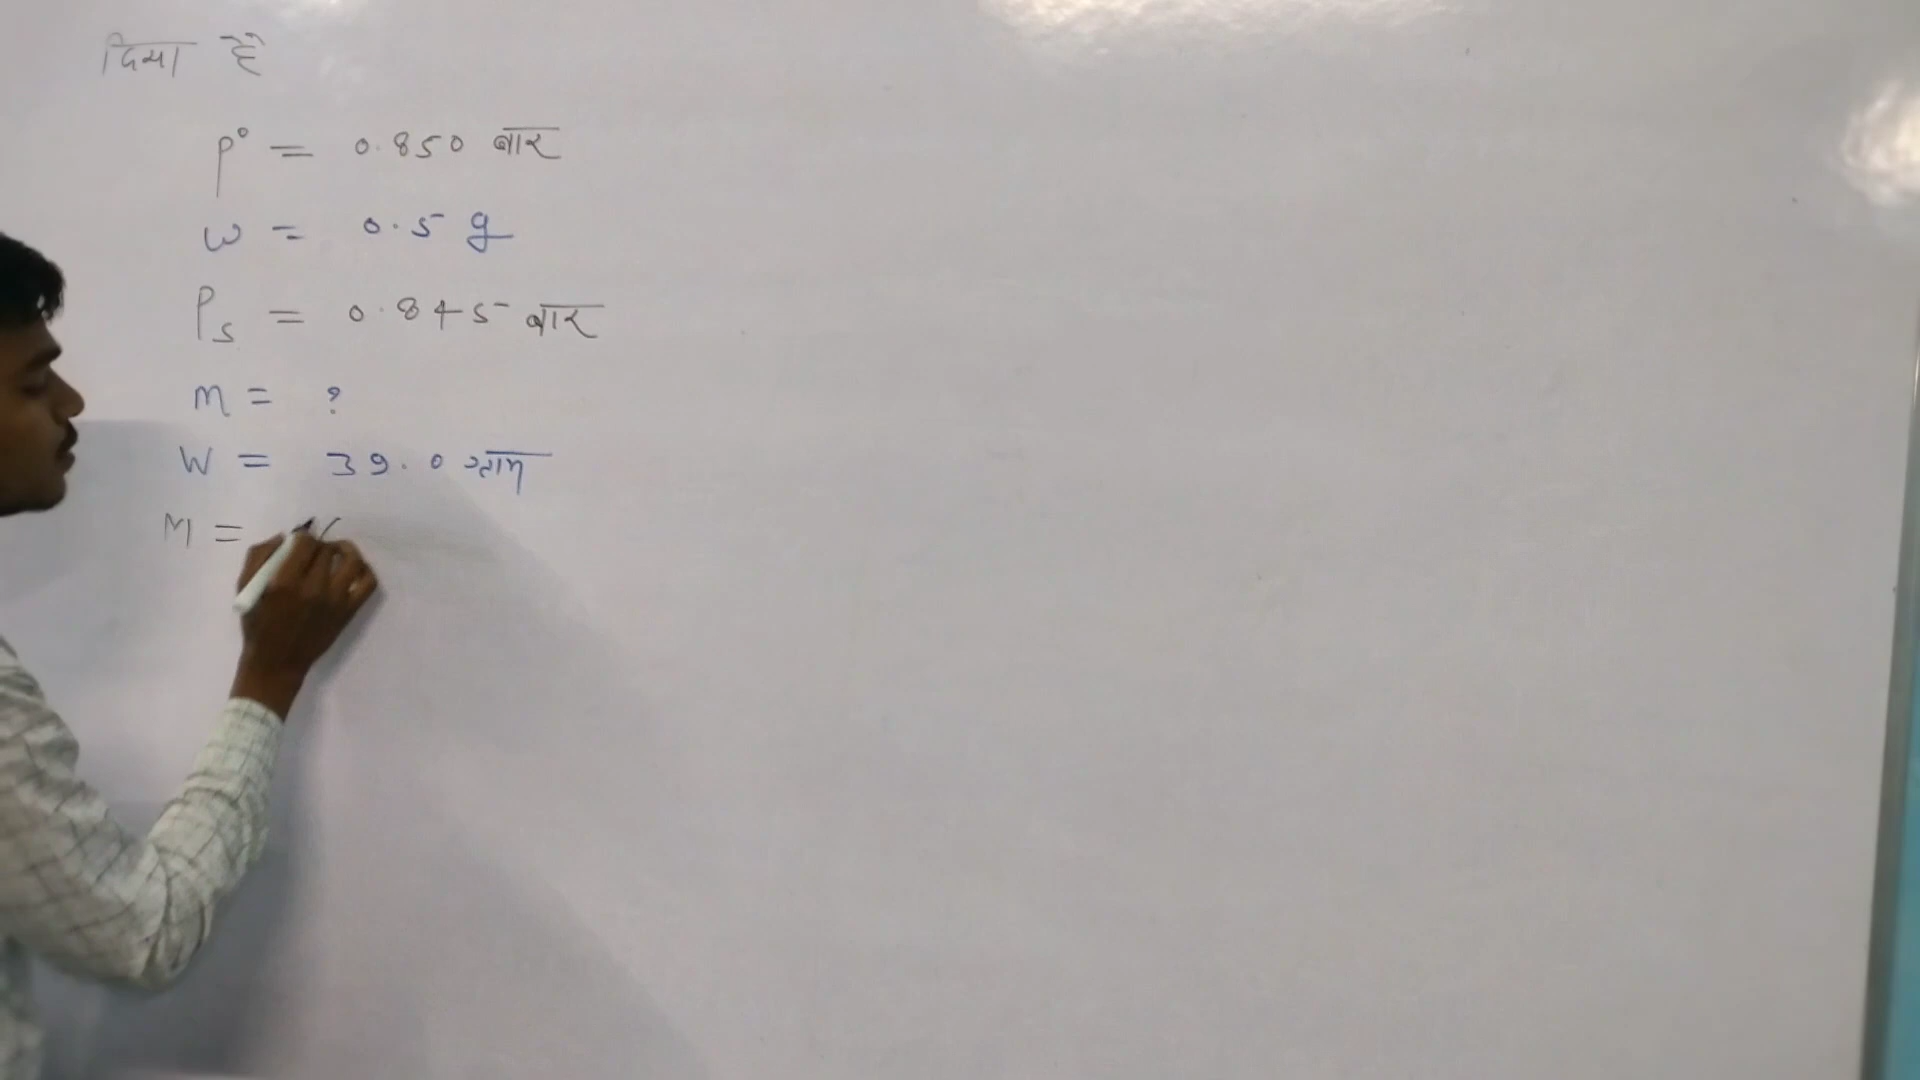 दिया है
P° = 0.850 बार
w = 0.5 g
Ps = 0.845 बार
m = ?
W = 39.0 ग्राम
M =